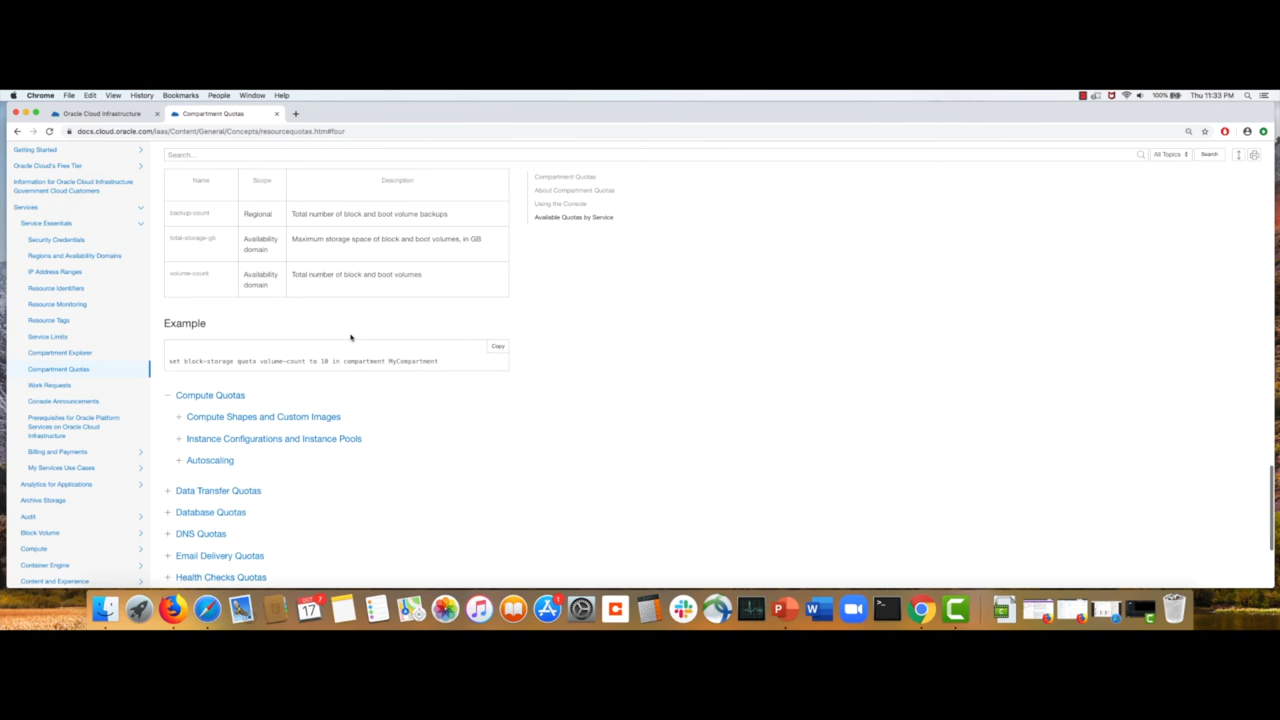 Chrome File Edit View History Bookmarks People Window Help
100% Thu 11:33 PM
Oracle Cloud Infrastructure
Compartment Quotas
docs.cloud.oracle.com/iaas/Content/General/Concepts/resourcequotas.htm#four
Getting Started
Oracle Cloud's Free Tier
Information for Oracle Cloud Infrastructure
Government Cloud Customers
Services
Service Essentials
Security Credentials
Regions and Availability Domains
IP Address Ranges
Resource Identifiers
Resource Monitoring
Resource Tags
Service Limits
Compartment Explorer
Compartment Quotas
Work Requests
Console Announcements
Prerequisites for Oracle Platform
Services on Oracle Cloud
Infrastructure
Billing and Payments
My Services Use Cases
Analytics for Applications
Archive Storage
Audit
Block Volume
Compute
Container Engine
Content and Experience
Search...
All Topics
Search
Name Scope Description
backup-count Regional Total number of block and boot volume backups
total-storage-gb Availability domain Maximum storage space of block and boot volumes, in GB
volume-count Availability domain Total number of block and boot volumes
Example
Copy
set block-storage quota volume-count to 10 in compartment MyCompartment
Compute Quotas
Compute Shapes and Custom Images
Instance Configurations and Instance Pools
Autoscaling
Data Transfer Quotas
Database Quotas
DNS Quotas
Email Delivery Quotas
Health Checks Quotas
Compartment Quotas
About Compartment Quotas
Using the Console
Available Quotas by Service
OCT
17